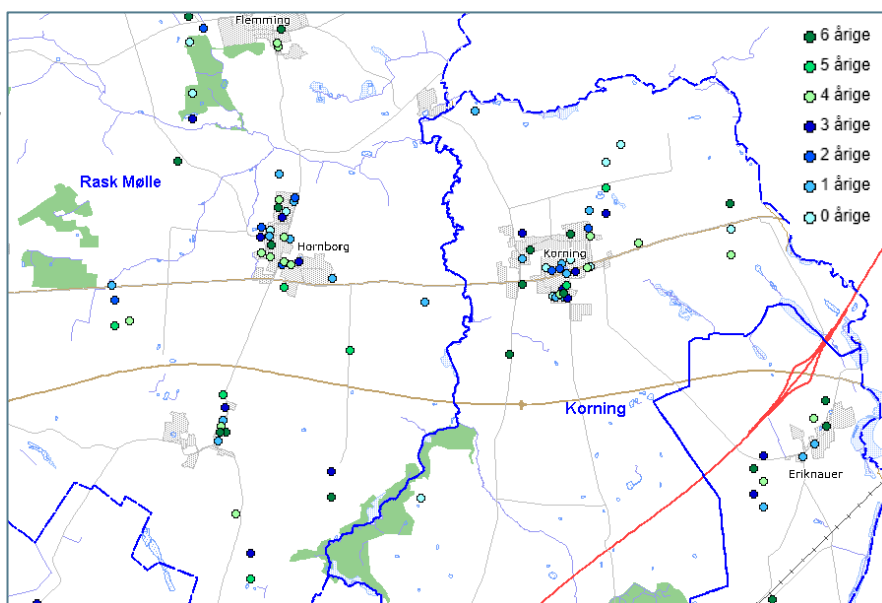 Flemming
6 årige
5 årige
4 årige
3 årige
2 årige
1 årige
0 årige
Rask Mølle
Hornborg
Korning
Korning
Eriknauer